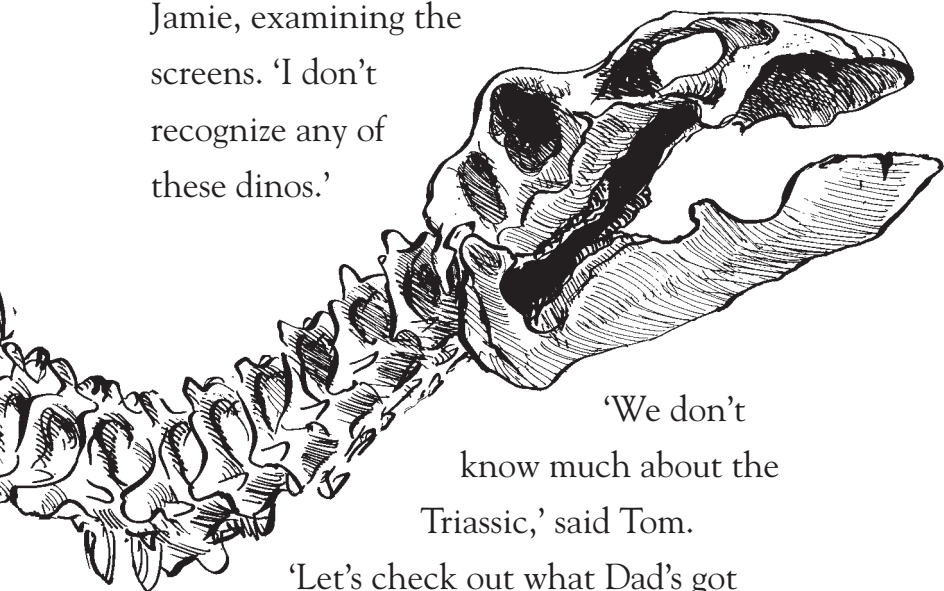 Jamie, examining the
screens. ‘I don’t
recognize any of
these dinos.’
‘We don’t
know much about the
Triassic,’ said Tom.
‘Let’s check out what Dad’s got